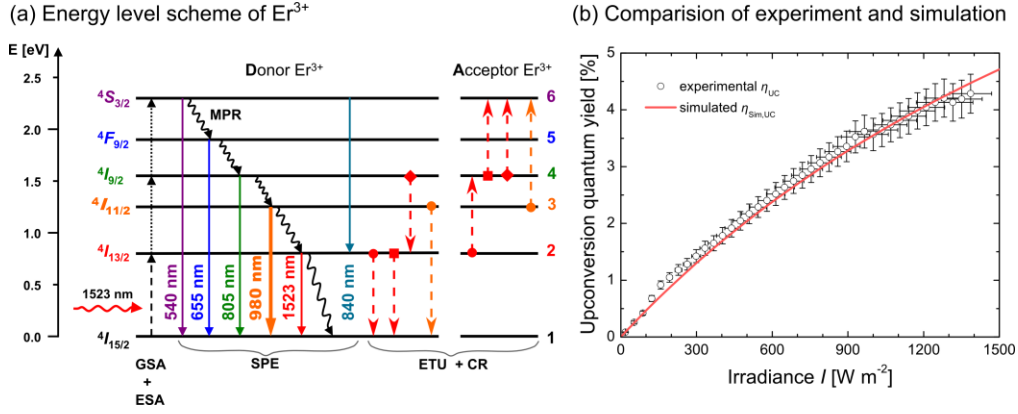 (a) Energy level scheme of Er³⁺
E [eV]
2.5
2.0
1.5
1.0
0.5
0.0
Donor Er³⁺
Acceptor Er³⁺
⁴S₃/₂
⁴F₉/₂
⁴I₉/₂
⁴I₁₁/₂
⁴I₁₃/₂
⁴I₁₅/₂
6
5
4
3
2
1
MPR
1523 nm
540 nm
655 nm
805 nm
980 nm
1523 nm
840 nm
GSA
+
ESA
SPE
ETU + CR
(b) Comparision of experiment and simulation
Upconversion quantum yield [%]
5
4
3
2
1
0
experimental ηUC
simulated ηSim,UC
0 300 600 900 1200 1500
Irradiance I [W m⁻²]